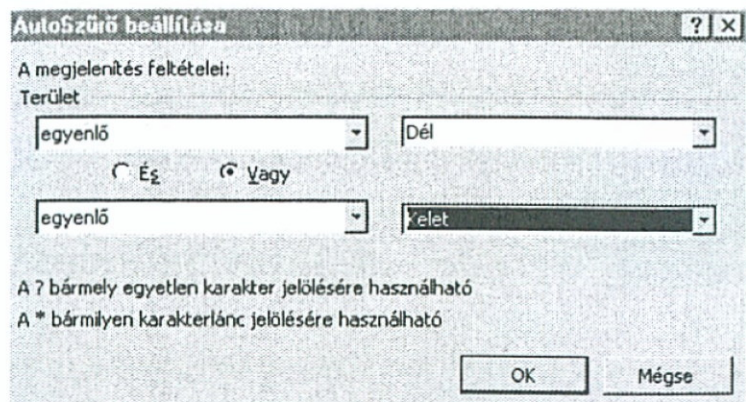 AutoSzűrő beállítása
A megjelenítés feltételei:
Terület
egyenlő Dél
És Vagy
egyenlő Kelet
A ? bármely egyetlen karakter jelölésére használható
A * bármilyen karakterlánc jelölésére használható
OK Mégse